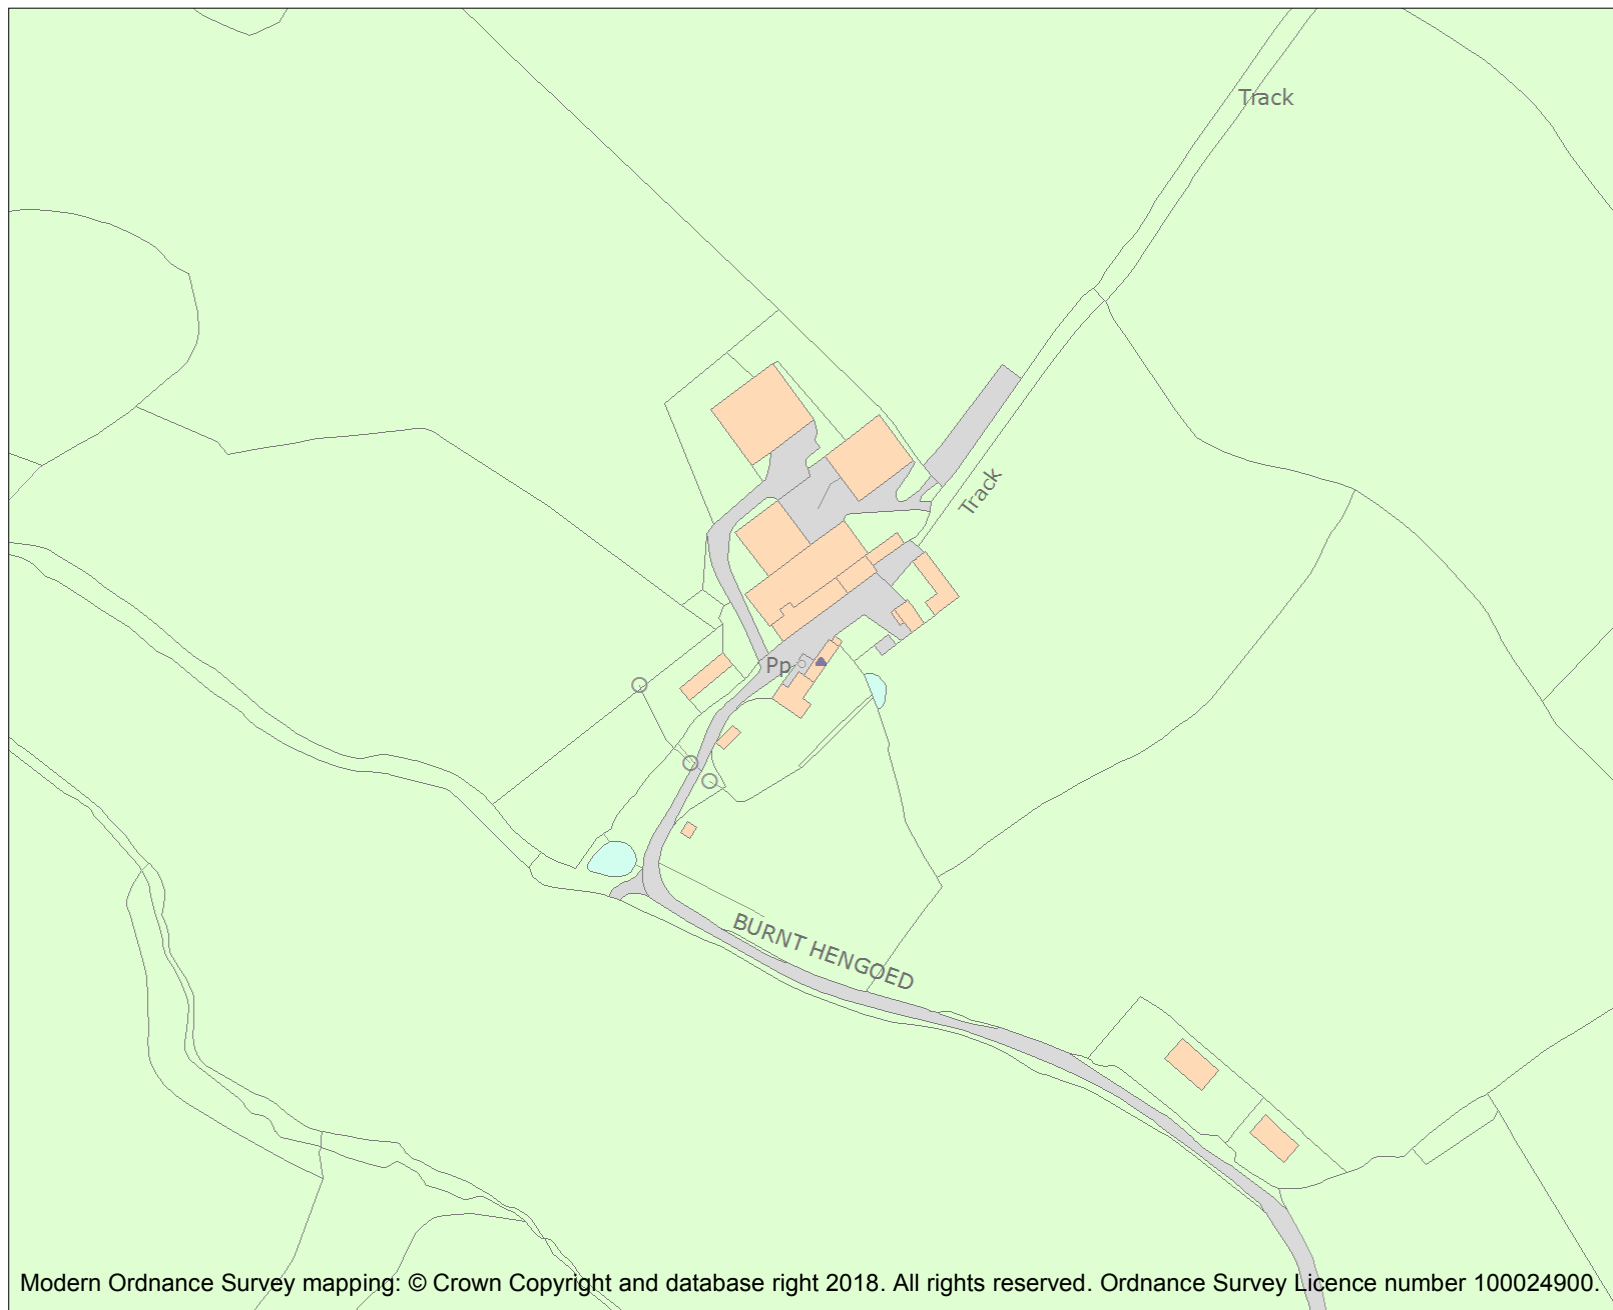 Track
Track
Pp
BURNT HENGOED
Modern Ordnance Survey mapping: © Crown Copyright and database right 2018. All rights reserved. Ordnance Survey Licence number 100024900.